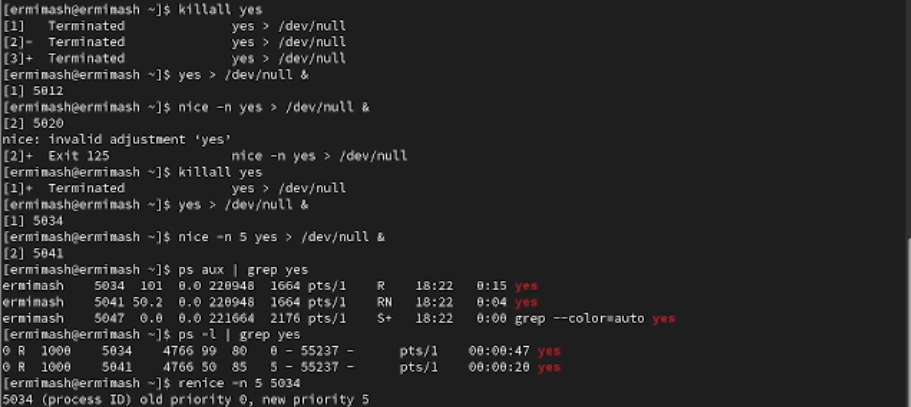 [ermimash@ermimash ~]$ killall yes
[1]   Terminated              yes > /dev/null
[2]-  Terminated              yes > /dev/null
[3]+  Terminated              yes > /dev/null
[ermimash@ermimash ~]$ yes > /dev/null &
[1] 5012
[ermimash@ermimash ~]$ nice -n yes > /dev/null &
[2] 5020
nice: invalid adjustment ‘yes’
[2]+  Exit 125                nice -n yes > /dev/null
[ermimash@ermimash ~]$ killall yes
[1]+  Terminated              yes > /dev/null
[ermimash@ermimash ~]$ yes > /dev/null &
[1] 5034
[ermimash@ermimash ~]$ nice -n 5 yes > /dev/null &
[2] 5041
[ermimash@ermimash ~]$ ps aux | grep yes
ermimash    5034  101  0.0 220948  1664 pts/1    R    18:22   0:15 yes
ermimash    5041 50.2  0.0 220948  1664 pts/1    RN   18:22   0:04 yes
ermimash    5047  0.0  0.0 221664  2176 pts/1    S+   18:22   0:00 grep --color=auto yes
[ermimash@ermimash ~]$ ps -l | grep yes
0 R  1000    5034    4766 99  80   0 - 55237 -      pts/1    00:00:47 yes
0 R  1000    5041    4766 50  85   5 - 55237 -      pts/1    00:00:20 yes
[ermimash@ermimash ~]$ renice -n 5 5034
5034 (process ID) old priority 0, new priority 5